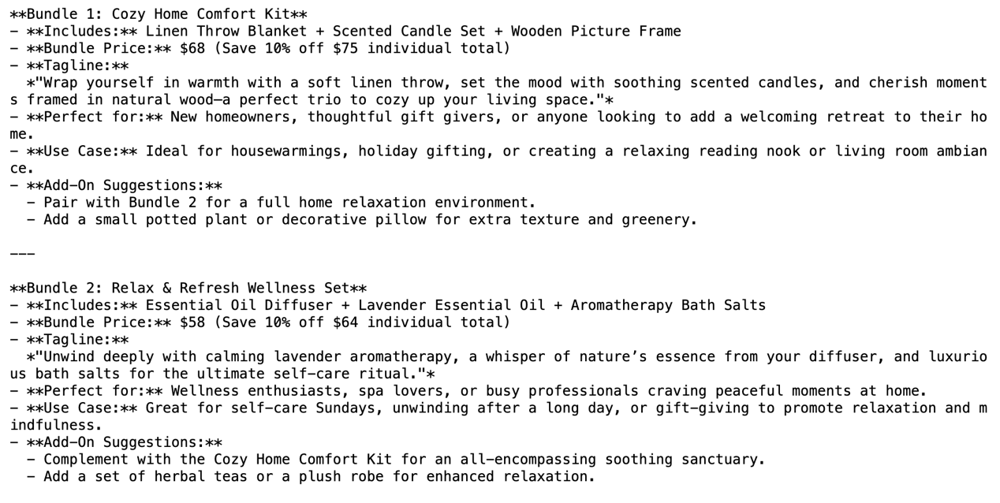 **Bundle 1: Cozy Home Comfort Kit**
- **Includes:** Linen Throw Blanket + Scented Candle Set + Wooden Picture Frame
- **Bundle Price:** $68 (Save 10% off $75 individual total)
- **Tagline:**
  *"Wrap yourself in warmth with a soft linen throw, set the mood with soothing scented candles, and cherish moment
s framed in natural wood—a perfect trio to cozy up your living space."*
- **Perfect for:** New homeowners, thoughtful gift givers, or anyone looking to add a welcoming retreat to their ho
me.
- **Use Case:** Ideal for housewarmings, holiday gifting, or creating a relaxing reading nook or living room ambian
ce.
- **Add-On Suggestions:**
  - Pair with Bundle 2 for a full home relaxation environment.
  - Add a small potted plant or decorative pillow for extra texture and greenery.

---

**Bundle 2: Relax & Refresh Wellness Set**
- **Includes:** Essential Oil Diffuser + Lavender Essential Oil + Aromatherapy Bath Salts
- **Bundle Price:** $58 (Save 10% off $64 individual total)
- **Tagline:**
  *"Unwind deeply with calming lavender aromatherapy, a whisper of nature’s essence from your diffuser, and luxurio
us bath salts for the ultimate self-care ritual."*
- **Perfect for:** Wellness enthusiasts, spa lovers, or busy professionals craving peaceful moments at home.
- **Use Case:** Great for self-care Sundays, unwinding after a long day, or gift-giving to promote relaxation and m
indfulness.
- **Add-On Suggestions:**
  - Complement with the Cozy Home Comfort Kit for an all-encompassing soothing sanctuary.
  - Add a set of herbal teas or a plush robe for enhanced relaxation.